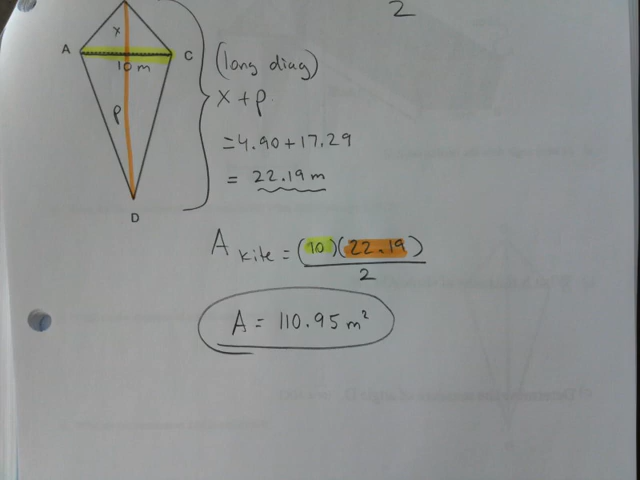 2
x
A
C
10 m
(long diag)
x + p
P
= 4.90 + 17.29
= 22.19 m
D
A kite = (10)(22.19)
2
A = 110.95 m²